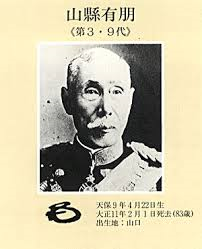 山縣有朋
《第3・9代》
天保9年4月22日生
大正11年2月1日死去(83歳)
出生地:山口